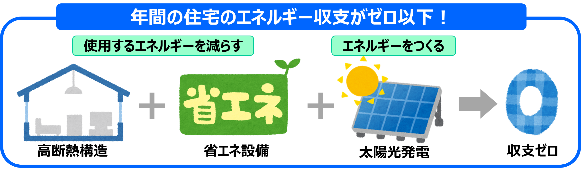 年間の住宅のエネルギー収支がゼロ以下！
使用するエネルギーを減らす
エネルギーをつくる
省エネ
高断熱構造
省エネ設備
太陽光発電
収支ゼロ